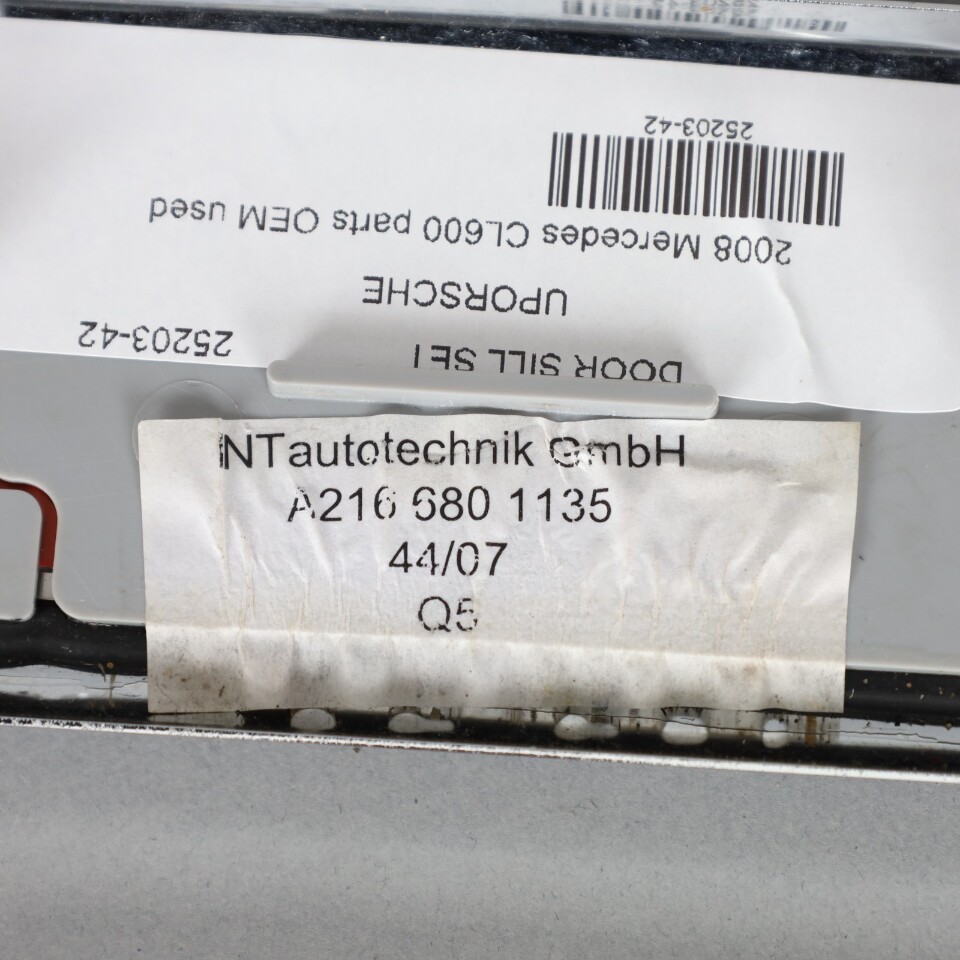 25203-42
2008 Mercedes CL600 parts OEM used
UPORSCHE
DOOR SILL SET
25203-42
NTautotechnik GmbH
A216 680 1135
44/07
Q5